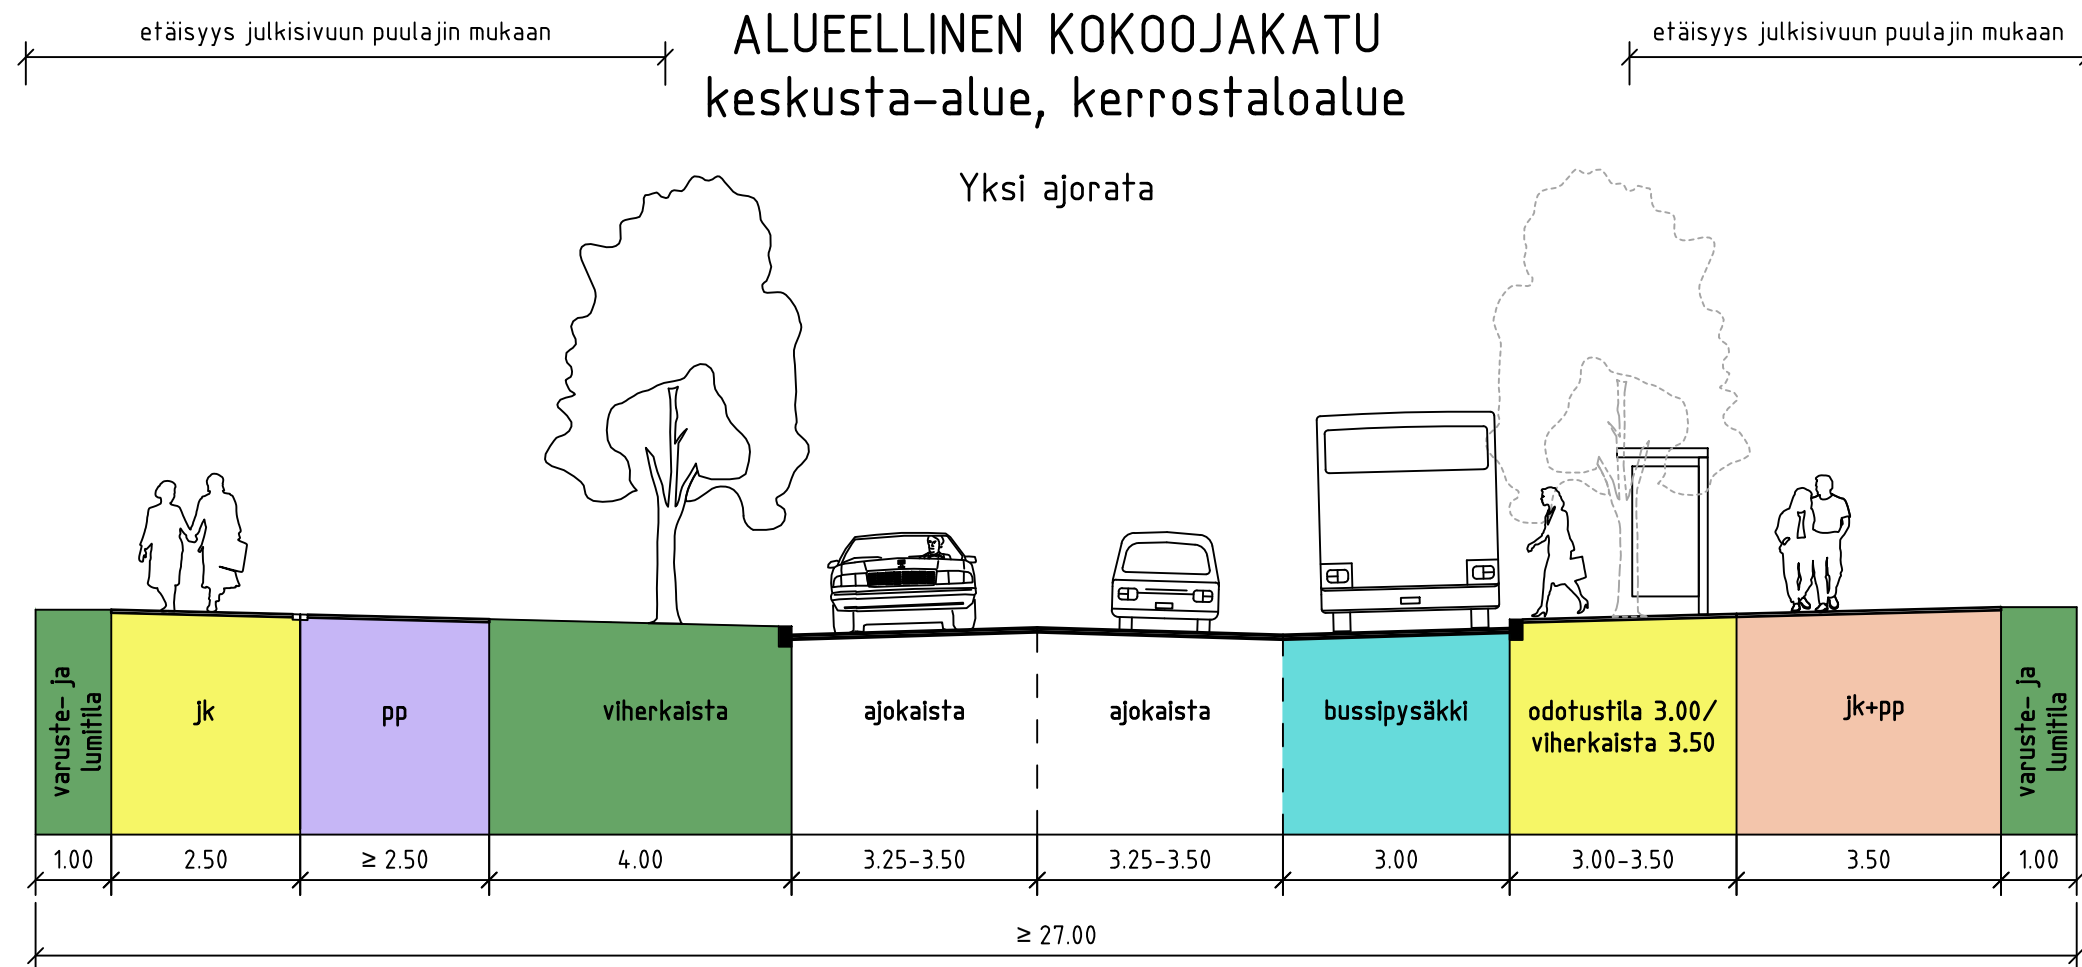 etäisyys julkisivuun puulajin mukaan
ALUEELLINEN KOKOOJAKATU
keskusta-alue, kerrostaloalue
etäisyys julkisivuun puulajin mukaan
Yksi ajorata
varuste- ja
lumitila
jk
pp
viherkaista
ajokaista
ajokaista
bussipysäkki
odotustila 3.00/
viherkaista 3.50
jk+pp
varuste- ja
lumitila
1.00
2.50
≥ 2.50
4.00
3.25-3.50
3.25-3.50
3.00
3.00-3.50
3.50
1.00
≥ 27.00